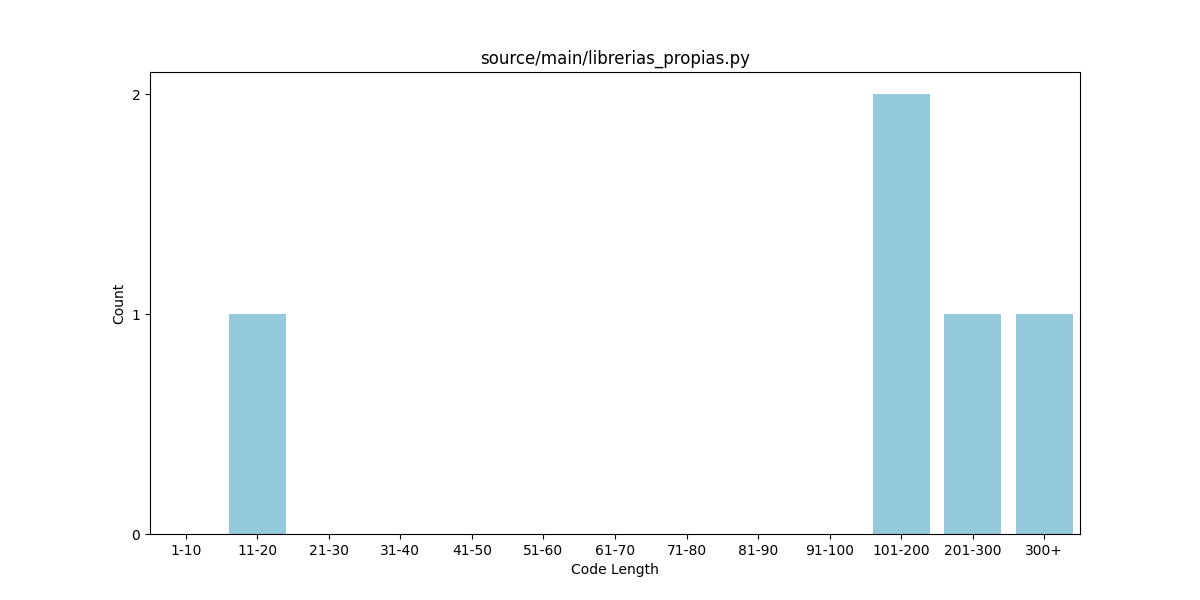 source/main/librerias_propias.py
2
1
0
Count
1-10 11-20 21-30 31-40 41-50 51-60 61-70 71-80 81-90 91-100 101-200 201-300 300+
Code Length